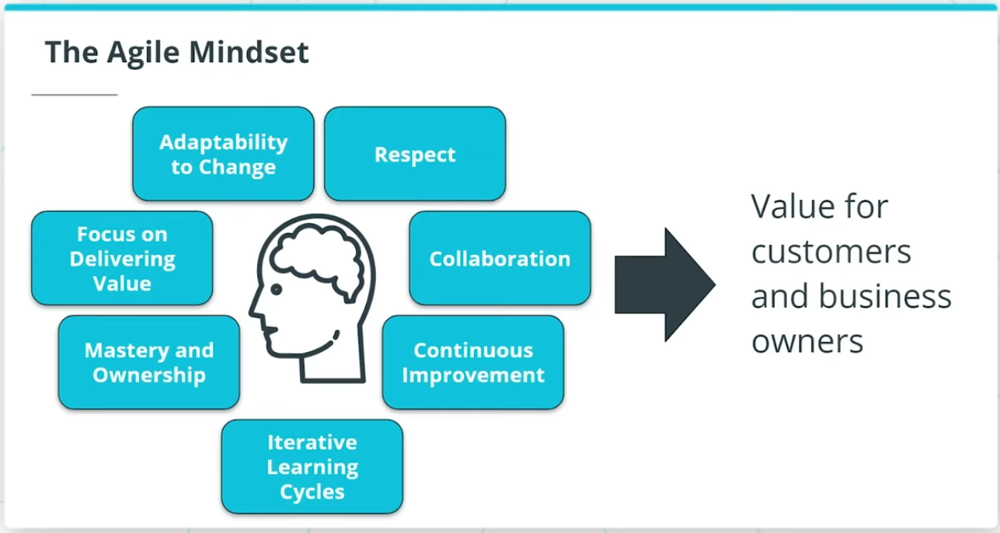 The Agile Mindset
Adaptability
to Change
Respect
Focus on
Delivering
Value
Collaboration
Mastery and
Ownership
Continuous
Improvement
Iterative
Learning
Cycles
Value for
customers
and business
owners